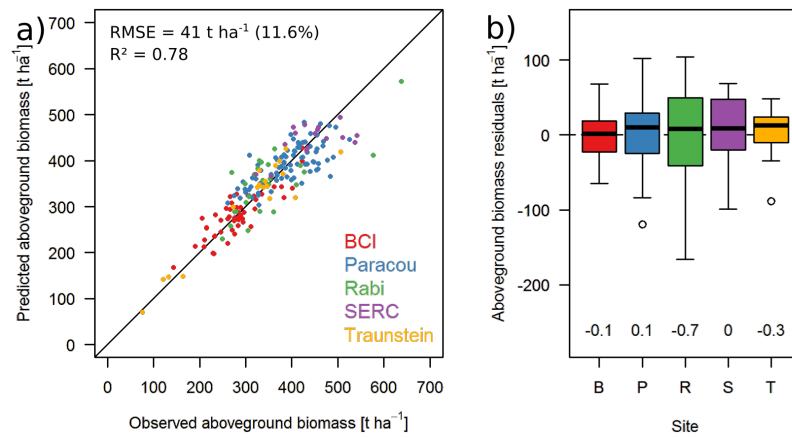 a)
RMSE = 41 t ha⁻¹ (11.6%)
R² = 0.78
Predicted aboveground biomass [t ha⁻¹]
700
600
500
400
300
200
100
0
BCI
Paracou
Rabi
SERC
Traunstein
0 100 200 300 400 500 600 700
Observed aboveground biomass [t ha⁻¹]
b)
Aboveground biomass residuals [t ha⁻¹]
100
0
-100
-200
-0.1 0.1 -0.7 0 -0.3
B P R S T
Site